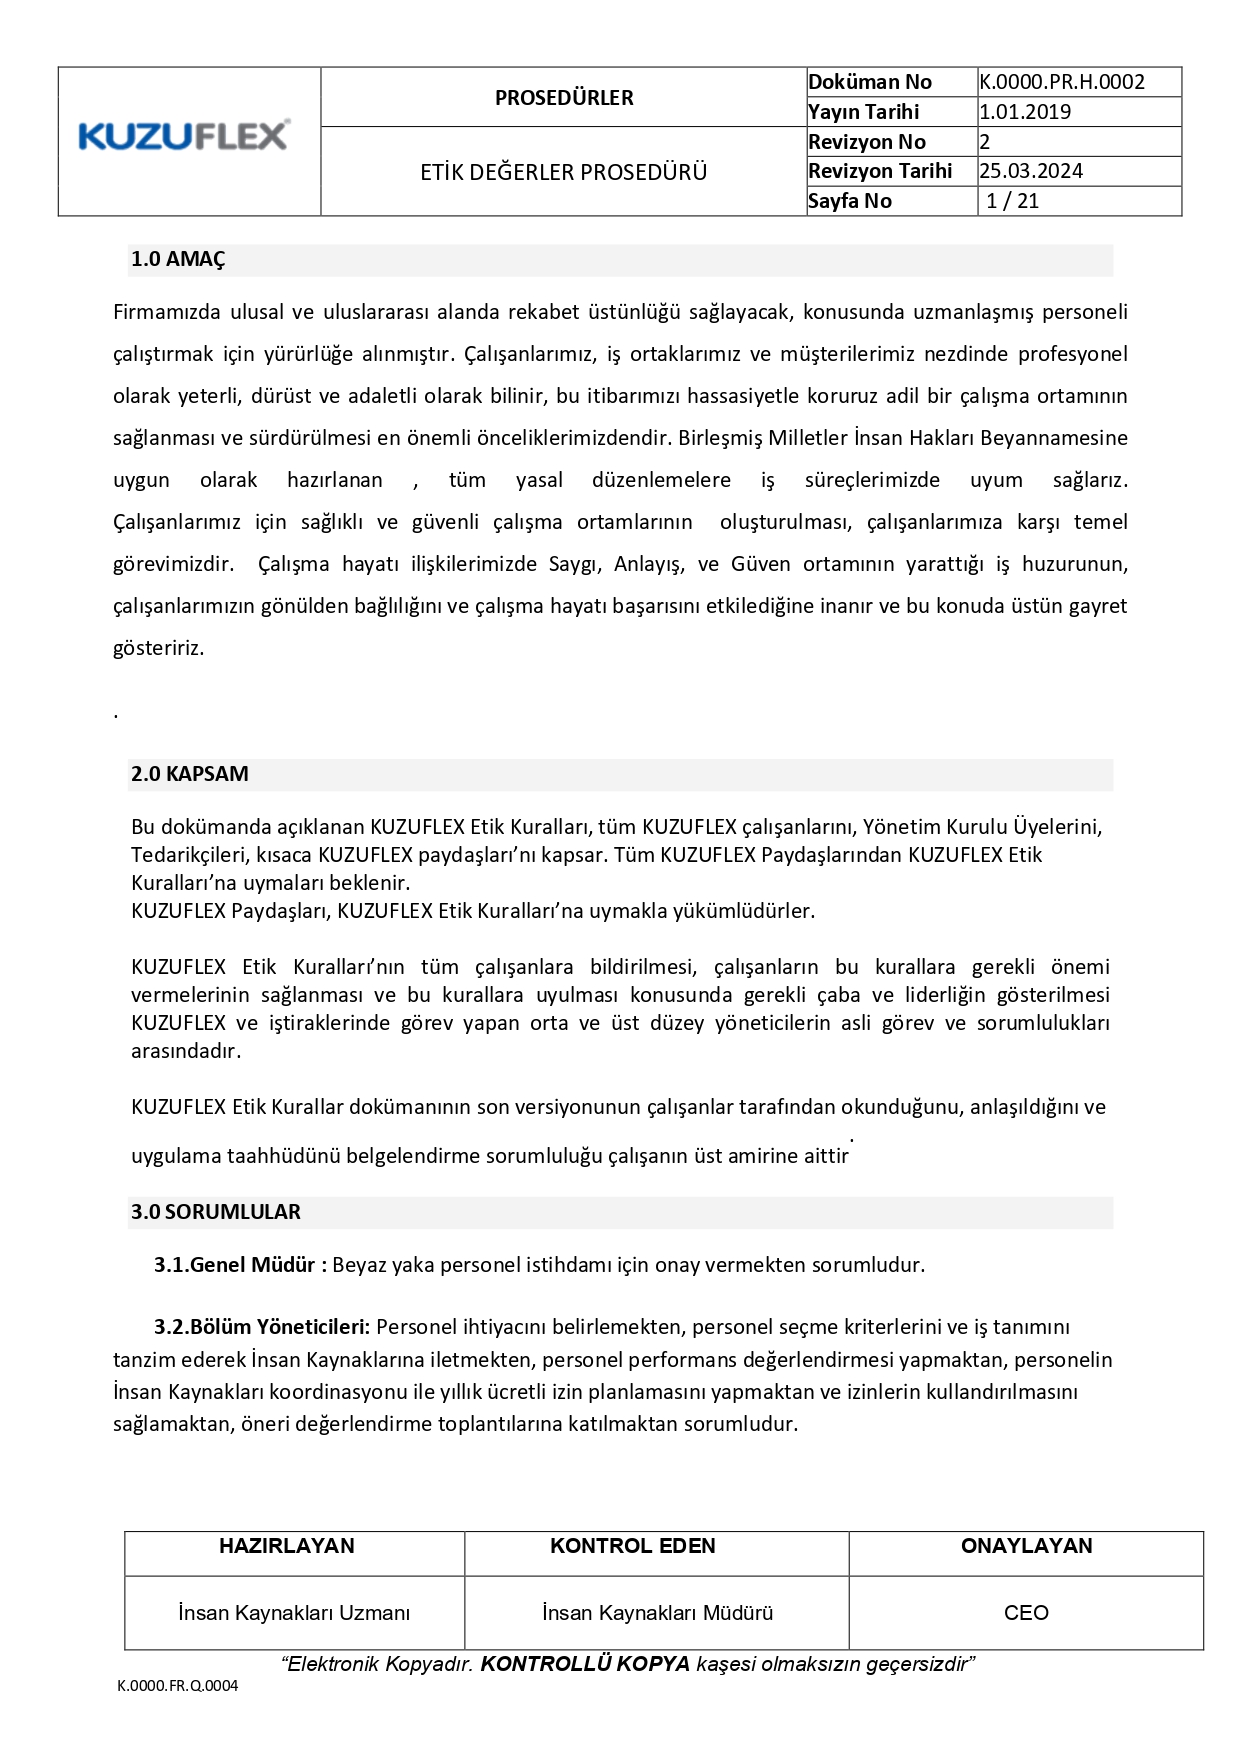 KUZUFLEX®
PROSEDÜRLER
ETİK DEĞERLER PROSEDÜRÜ
Doküman No K.0000.PR.H.0002
Yayın Tarihi 1.01.2019
Revizyon No 2
Revizyon Tarihi 25.03.2024
Sayfa No 1 / 21
1.0 AMAÇ
Firmamızda ulusal ve uluslararası alanda rekabet üstünlüğü sağlayacak, konusunda uzmanlaşmış personeli
çalıştırmak için yürürlüğe alınmıştır. Çalışanlarımız, iş ortaklarımız ve müşterilerimiz nezdinde profesyonel
olarak yeterli, dürüst ve adaletli olarak bilinir, bu itibarımızı hassasiyetle koruruz adil bir çalışma ortamının
sağlanması ve sürdürülmesi en önemli önceliklerimizdendir. Birleşmiş Milletler İnsan Hakları Beyannamesine
uygun olarak hazırlanan , tüm yasal düzenlemelere iş süreçlerimizde uyum sağlarız.
Çalışanlarımız için sağlıklı ve güvenli çalışma ortamlarının oluşturulması, çalışanlarımıza karşı temel
görevimizdir. Çalışma hayatı ilişkilerimizde Saygı, Anlayış, ve Güven ortamının yarattığı iş huzurunun,
çalışanlarımızın gönülden bağlılığını ve çalışma hayatı başarısını etkilediğine inanır ve bu konuda üstün gayret
gösteririz.
.
2.0 KAPSAM
Bu dokümanda açıklanan KUZUFLEX Etik Kuralları, tüm KUZUFLEX çalışanlarını, Yönetim Kurulu Üyelerini,
Tedarikçileri, kısaca KUZUFLEX paydaşları’nı kapsar. Tüm KUZUFLEX Paydaşlarından KUZUFLEX Etik
Kuralları’na uymaları beklenir.
KUZUFLEX Paydaşları, KUZUFLEX Etik Kuralları’na uymakla yükümlüdürler.
KUZUFLEX Etik Kuralları’nın tüm çalışanlara bildirilmesi, çalışanların bu kurallara gerekli önemi
vermelerinin sağlanması ve bu kurallara uyulması konusunda gerekli çaba ve liderliğin gösterilmesi
KUZUFLEX ve iştiraklerinde görev yapan orta ve üst düzey yöneticilerin asli görev ve sorumlulukları
arasındadır.
KUZUFLEX Etik Kurallar dokümanının son versiyonunun çalışanlar tarafından okunduğunu, anlaşıldığını ve
uygulama taahhüdünü belgelendirme sorumluluğu çalışanın üst amirine aittir.
3.0 SORUMLULAR
3.1.Genel Müdür : Beyaz yaka personel istihdamı için onay vermekten sorumludur.
3.2.Bölüm Yöneticileri: Personel ihtiyacını belirlemekten, personel seçme kriterlerini ve iş tanımını
tanzim ederek İnsan Kaynaklarına iletmekten, personel performans değerlendirmesi yapmaktan, personelin
İnsan Kaynakları koordinasyonu ile yıllık ücretli izin planlamasını yapmaktan ve izinlerin kullandırılmasını
sağlamaktan, öneri değerlendirme toplantılarına katılmaktan sorumludur.
HAZIRLAYAN KONTROL EDEN ONAYLAYAN
İnsan Kaynakları Uzmanı İnsan Kaynakları Müdürü CEO
“Elektronik Kopyadır. KONTROLLÜ KOPYA kaşesi olmaksızın geçersizdir”
K.0000.FR.Q.0004